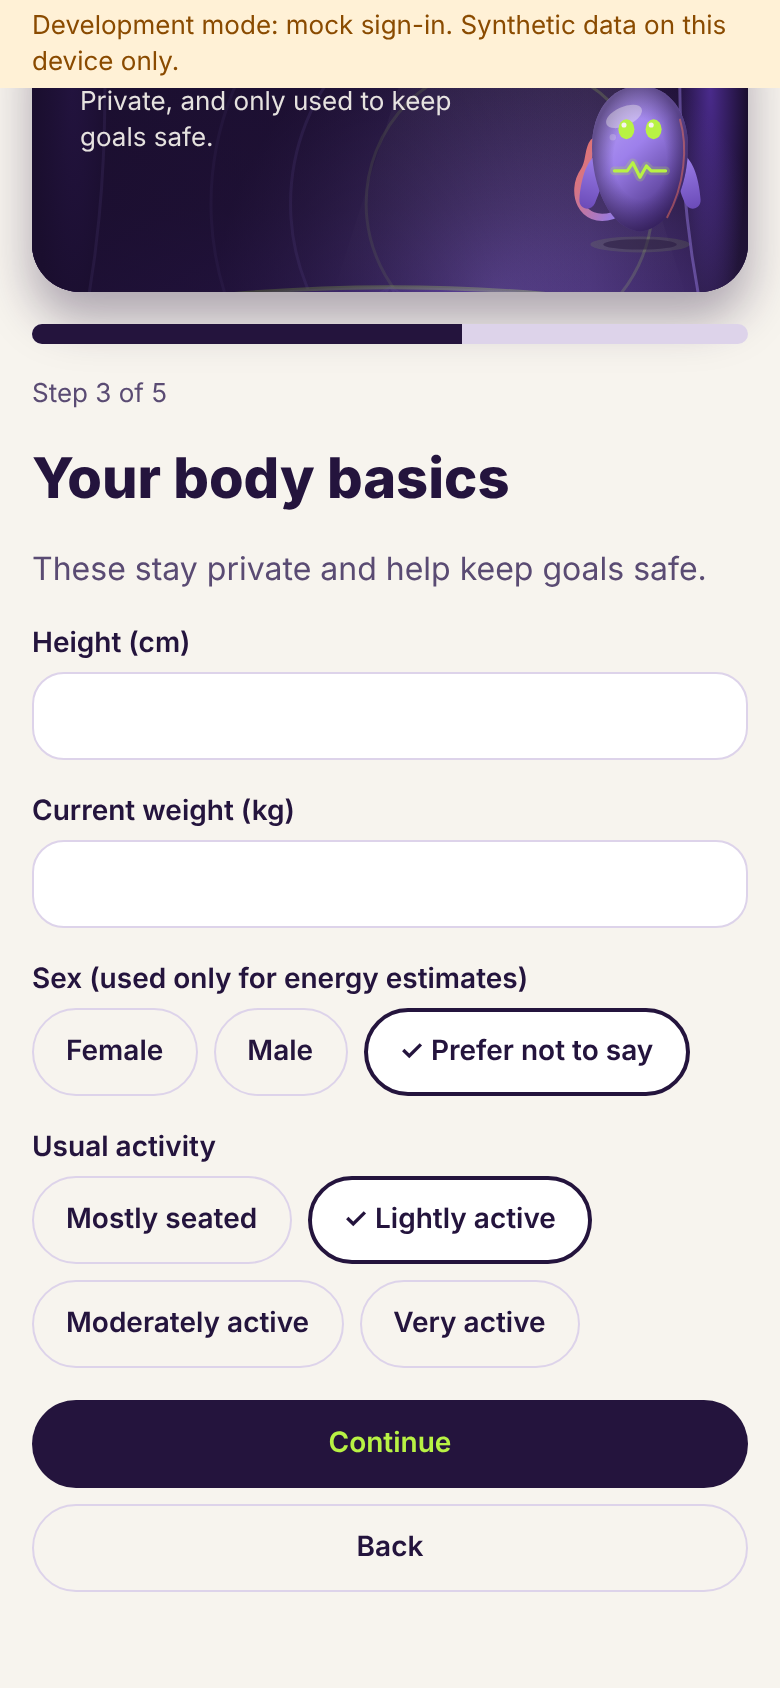 Development mode: mock sign-in. Synthetic data on this
device only.
Private, and only used to keep
goals safe.
Step 3 of 5
Your body basics
These stay private and help keep goals safe.
Height (cm)
Current weight (kg)
Sex (used only for energy estimates)
Female
Male
✓ Prefer not to say
Usual activity
Mostly seated
✓ Lightly active
Moderately active
Very active
Continue
Back